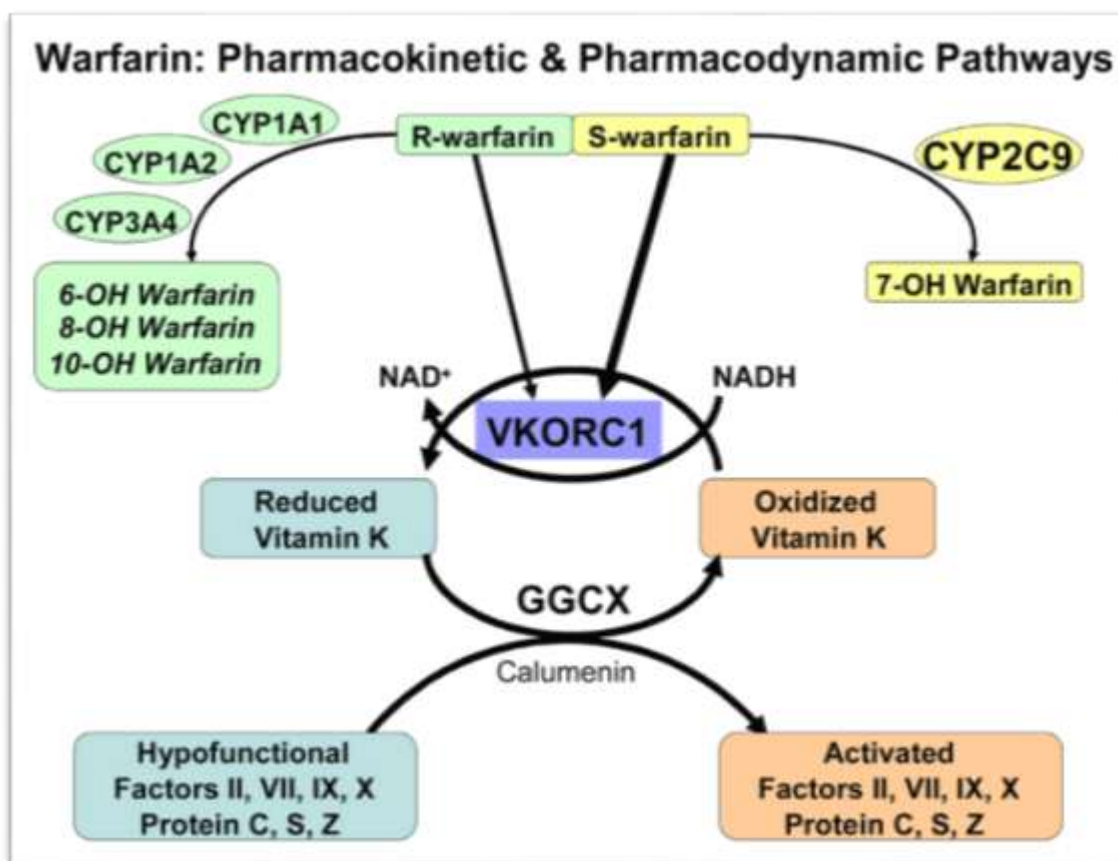 Warfarin: Pharmacokinetic & Pharmacodynamic Pathways
CYP1A1
R-warfarin
S-warfarin
CYP2C9
CYP1A2
CYP3A4
6-OH Warfarin
8-OH Warfarin
10-OH Warfarin
7-OH Warfarin
NAD⁺
NADH
VKORC1
Reduced
Vitamin K
Oxidized
Vitamin K
GGCX
Calumenin
Hypofunctional
Factors II, VII, IX, X
Protein C, S, Z
Activated
Factors II, VII, IX, X
Protein C, S, Z